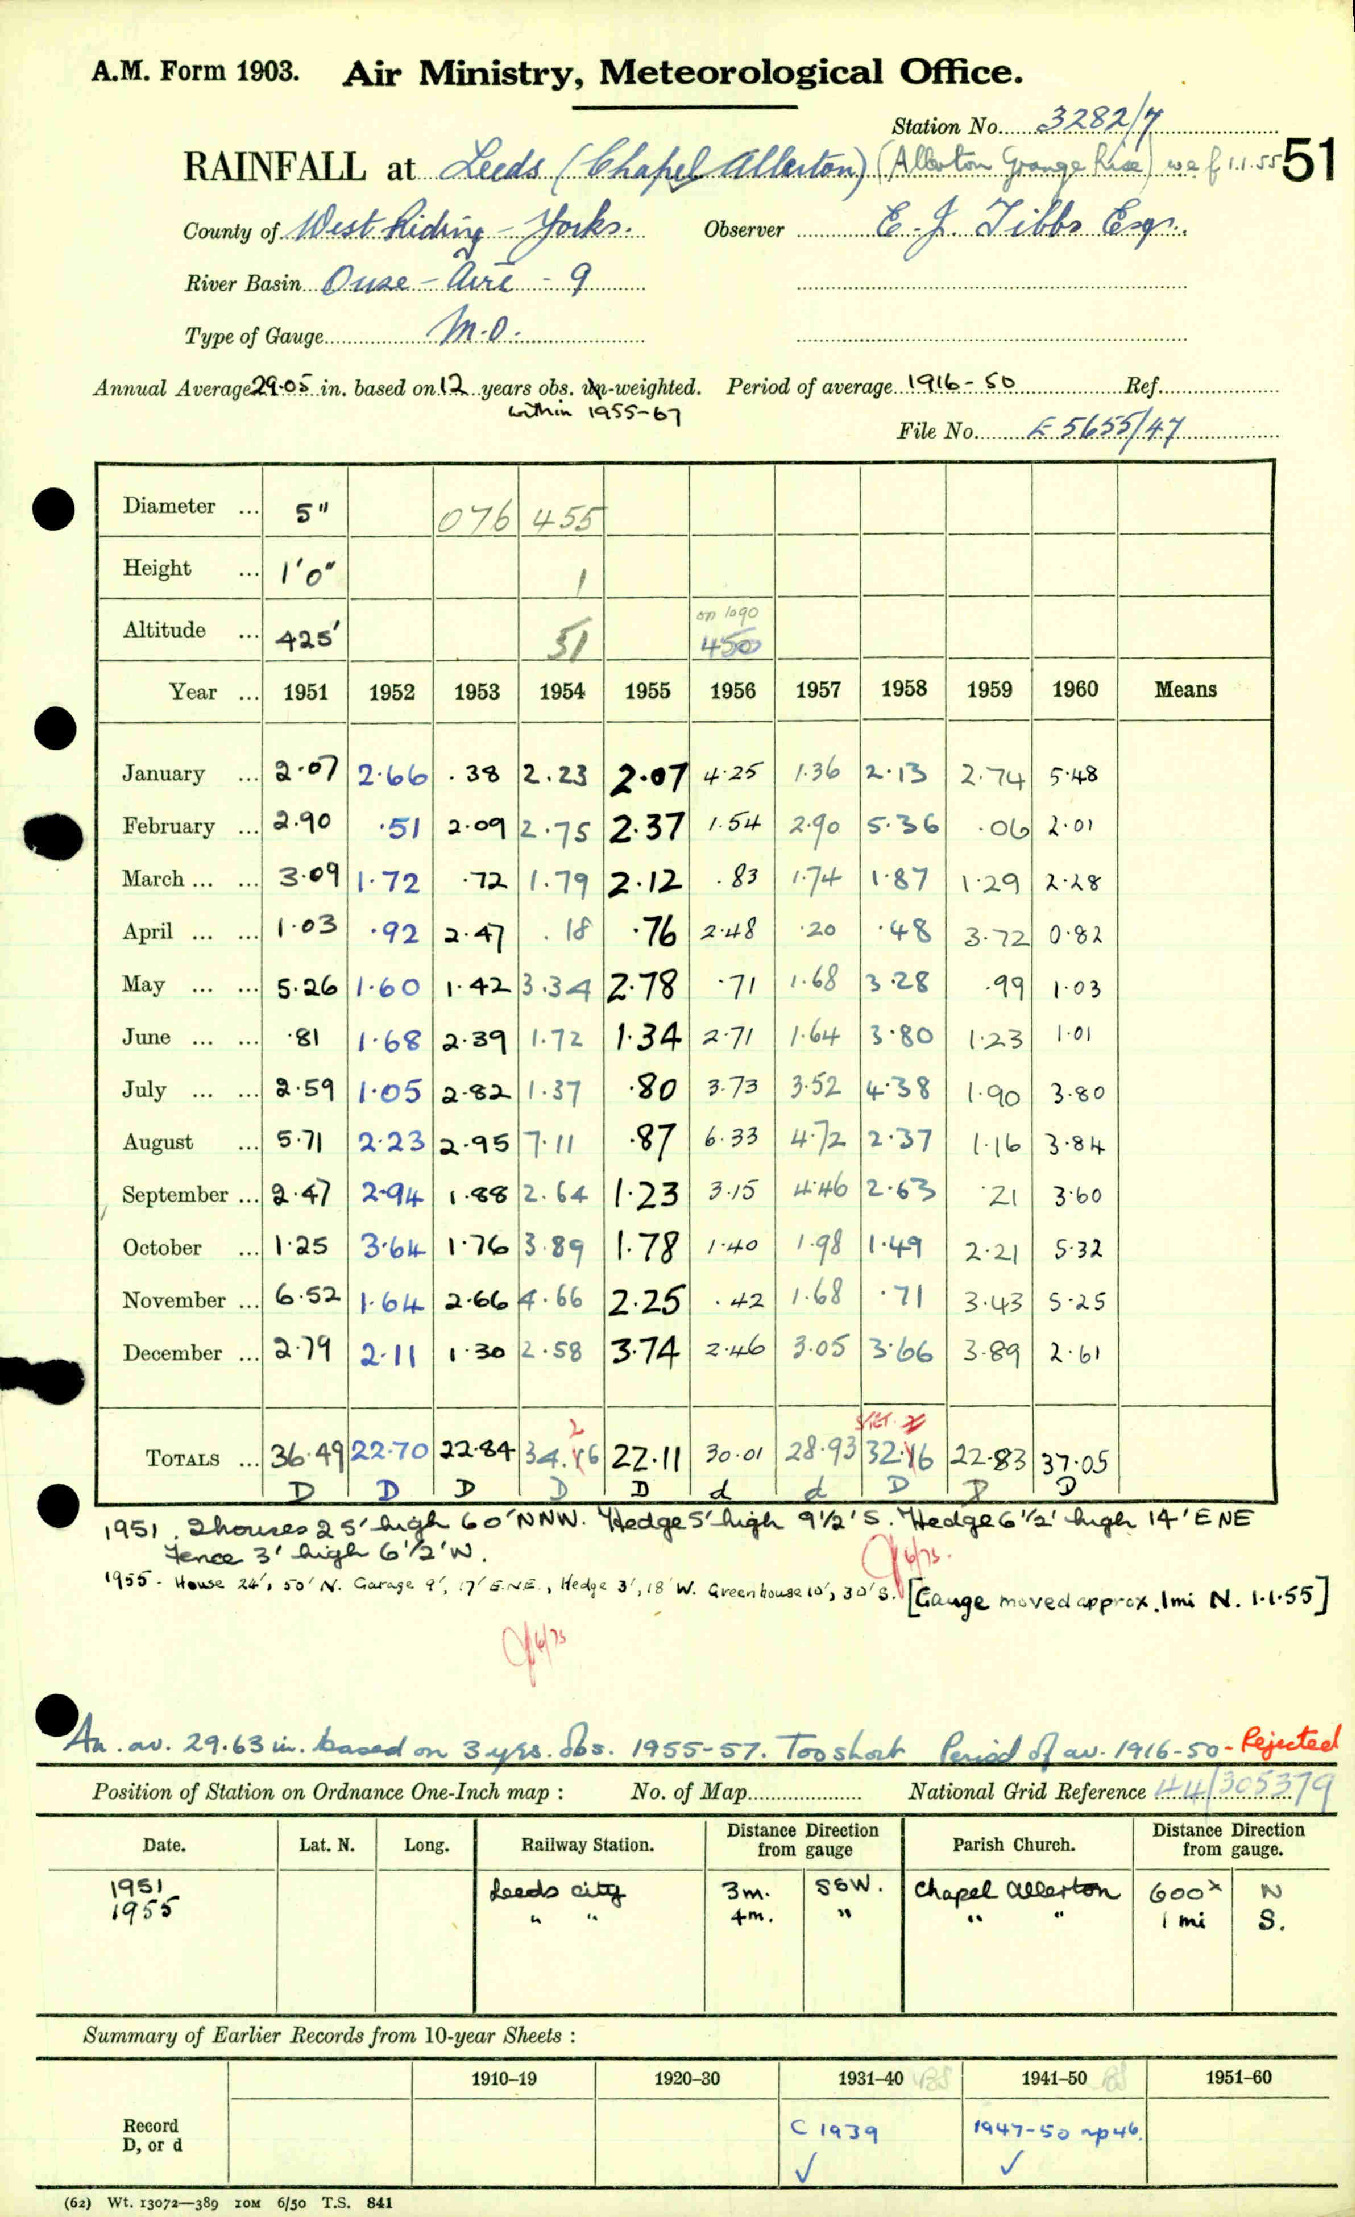 A.M. Form 1903. Air Ministry, Meteorological Office.
Station No. 3282/7
RAINFALL at Leeds (Chapel Allerton) (Allerton Grange Rise) wef 1.1.55 51
County of West Riding - Yorks. Observer E. J. Tibbs Esq.
River Basin Ouse - Aire - 9
Type of Gauge M.O.
Annual Average 29.05 in. based on 12 years obs. un-weighted. Period of average 1916-50 Ref.
within 1955-67
File No. E 5655/47
Diameter ... 5" 076 455
Height ... 1'0" 1
on 1090
Altitude ... 425' 51 450
Year ... 1951 1952 1953 1954 1955 1956 1957 1958 1959 1960 Means
January ... 2.07 2.66 .38 2.23 2.07 4.25 1.36 2.13 2.74 5.48
February ... 2.90 .51 2.09 2.75 2.37 1.54 2.90 5.36 .06 2.01
March ... ... 3.09 1.72 .72 1.79 2.12 .83 1.74 1.87 1.29 2.28
April ... ... 1.03 .92 2.47 .18 .76 2.48 .20 .48 3.72 0.82
May ... ... 5.26 1.60 1.42 3.34 2.78 .71 1.68 3.28 .99 1.03
June ... ... .81 1.68 2.39 1.72 1.34 2.71 1.64 3.80 1.23 1.01
July ... ... 2.59 1.05 2.82 1.37 .80 3.73 3.52 4.38 1.90 3.80
August ... 5.71 2.23 2.95 7.11 .87 6.33 4.72 2.37 1.16 3.84
September ... 2.47 2.94 1.88 2.64 1.23 3.15 4.46 2.63 .21 3.60
October ... 1.25 3.64 1.76 3.89 1.78 1.40 1.98 1.49 2.21 5.32
November ... 6.52 1.64 2.66 4.66 2.25 .42 1.68 .71 3.43 5.25
December ... 2.79 2.11 1.30 2.58 3.74 2.46 3.05 3.66 3.89 2.61
2 STET 2
TOTALS ... 36.49 22.70 22.84 34.16 22.11 30.01 28.93 32.16 22.83 37.05
D D D D D d d D D D
1951. 2 houses 25' high 60' NNW. Hedge 5' high 9½' S. Hedge 6½' high 14' ENE
Fence 3' high 6½' W.
6/73.
1955 - House 24', 50' N. Garage 9', 17' E.N.E., Hedge 3', 18' W. Greenhouse 10', 30' S. [Gauge moved approx. 1mi N. 1.1.55]
6/73
An. av. 29.63 in. based on 3 yrs. obs. 1955-57. Too short Period of av. 1916-50 - Rejected
Position of Station on Ordnance One-Inch map : No. of Map National Grid Reference 44/305379
Date. Lat. N. Long. Railway Station. Distance from Direction gauge Parish Church. Distance from Direction gauge.
1951 Leeds city 3m. SSW. Chapel Allerton 600x N
1955 " " 4m. " " " 1 mi S.
Summary of Earlier Records from 10-year Sheets :
1910–19 1920–30 1931–40 1941–50 1951–60
Record C 1939 1947-50 np46.
D, or d ✓ ✓
(62) Wt. 13072—389 10M 6/50 T.S. 841